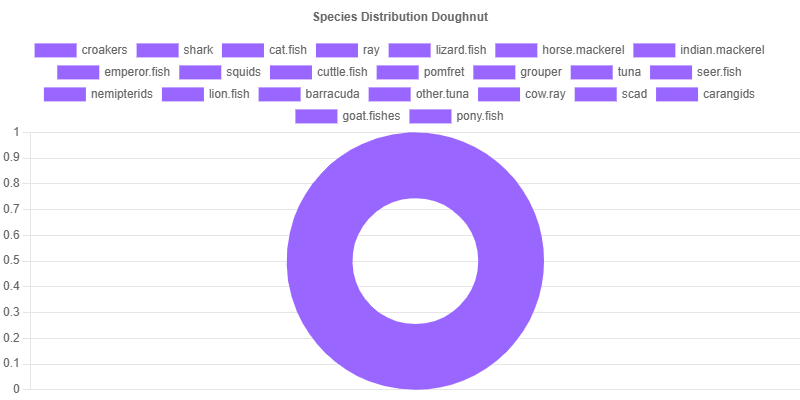 Species Distribution Doughnut
croakers shark cat.fish ray lizard.fish horse.mackerel indian.mackerel
emperor.fish squids cuttle.fish pomfret grouper tuna seer.fish
nemipterids lion.fish barracuda other.tuna cow.ray scad carangids
goat.fishes pony.fish
1
0.9
0.8
0.7
0.6
0.5
0.4
0.3
0.2
0.1
0